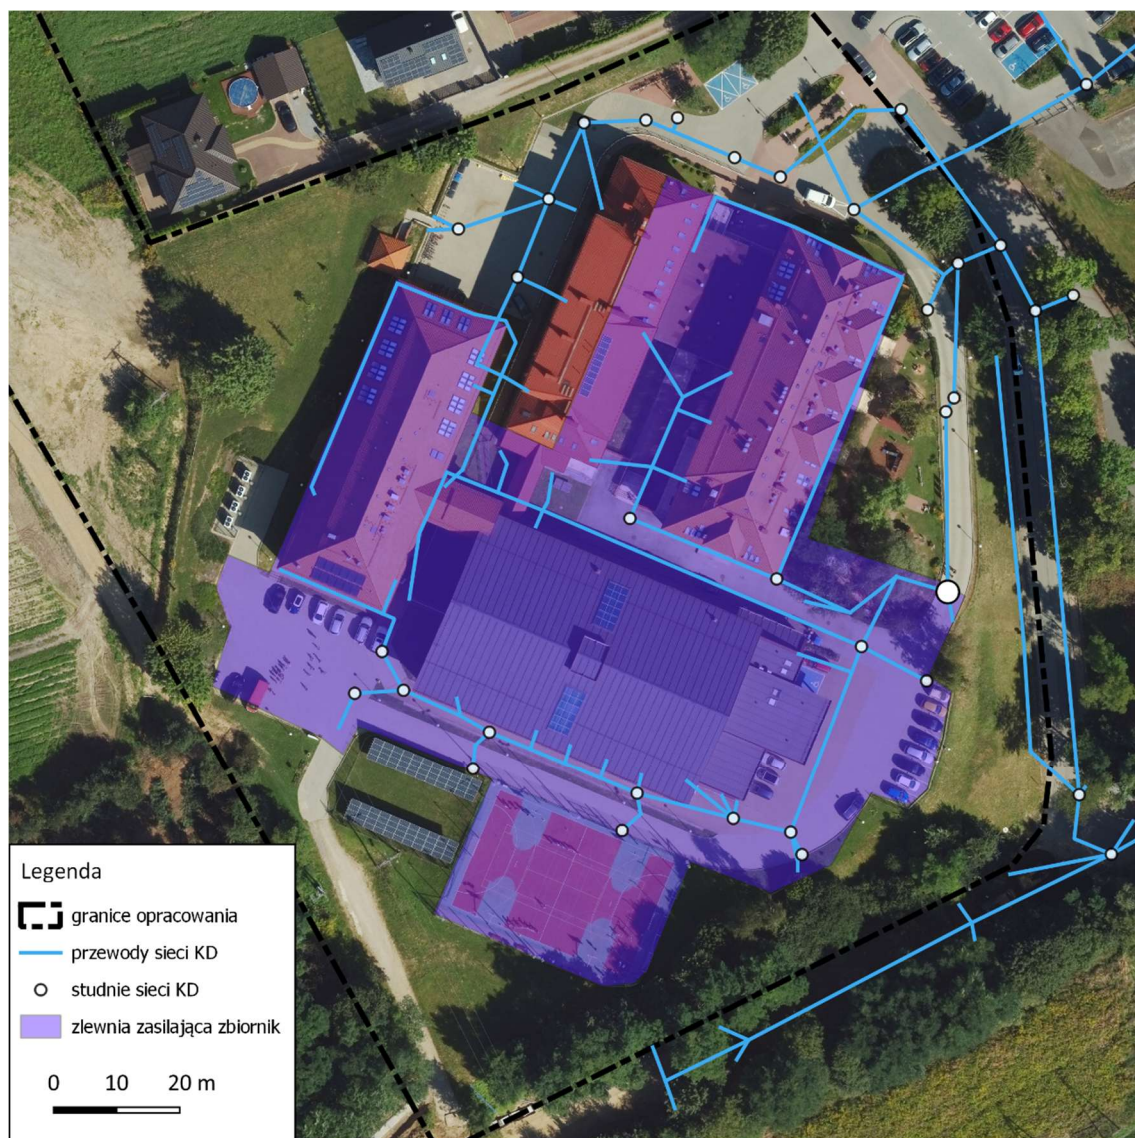 Legenda
granice opracowania
przewody sieci KD
studnie sieci KD
zlewnia zasilająca zbiornik
0 10 20 m